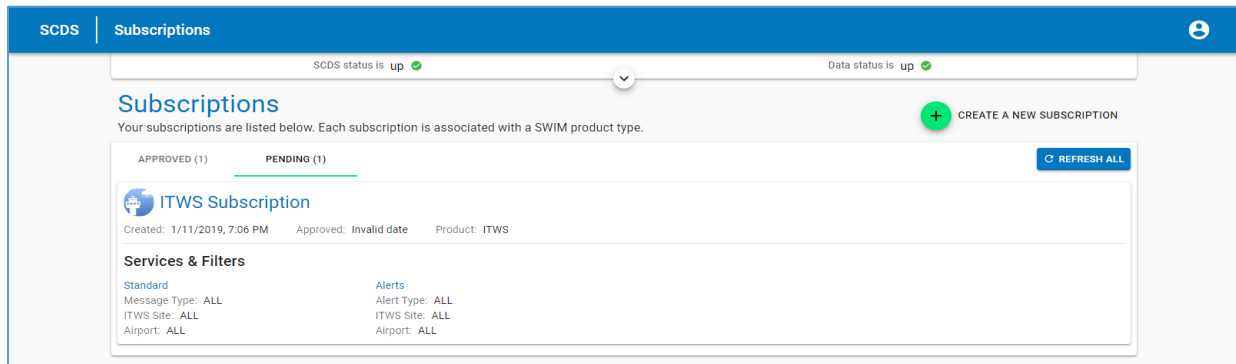 SCDS Subscriptions
SCDS status is up Data status is up
Subscriptions
CREATE A NEW SUBSCRIPTION
Your subscriptions are listed below. Each subscription is associated with a SWIM product type.
APPROVED (1) PENDING (1) REFRESH ALL
ITWS Subscription
Created: 1/11/2019, 7:06 PM Approved: Invalid date Product: ITWS
Services & Filters
Standard Alerts
Message Type: ALL Alert Type: ALL
ITWS Site: ALL ITWS Site: ALL
Airport: ALL Airport: ALL